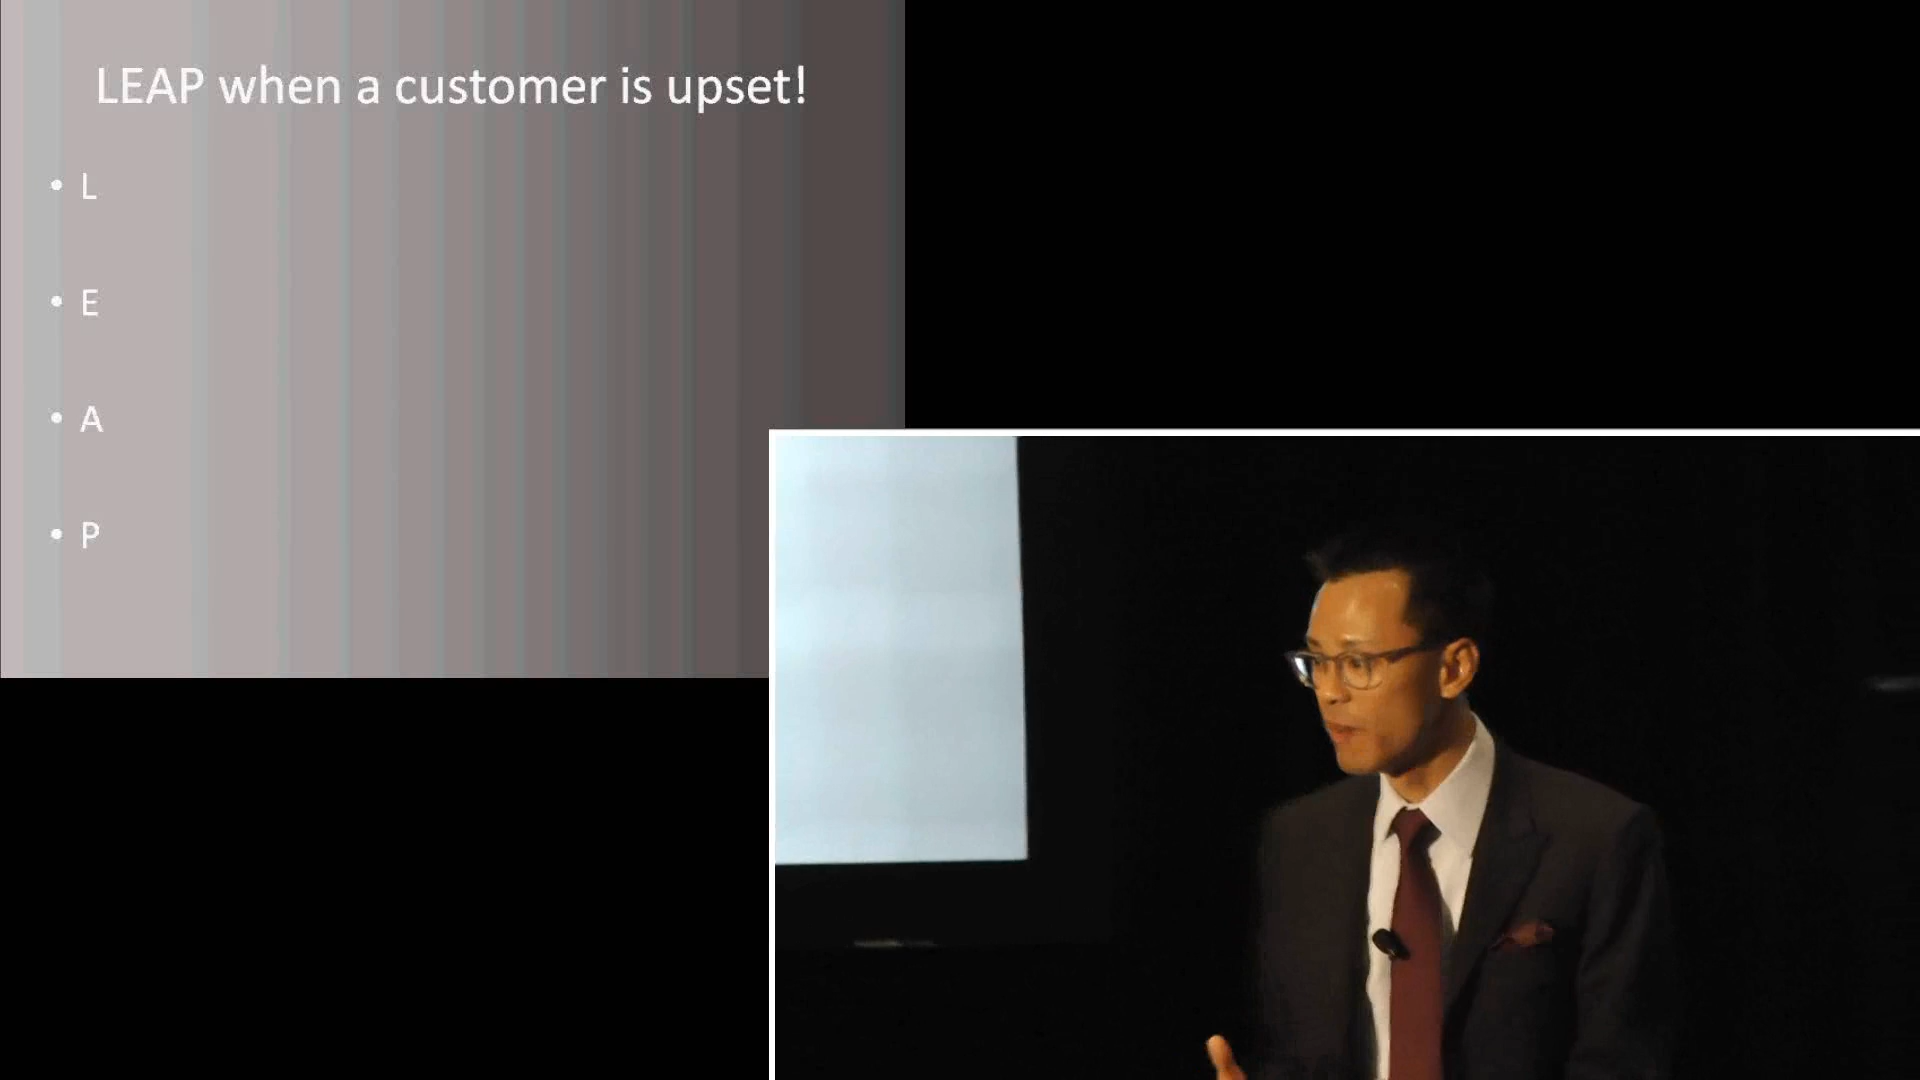 LEAP when a customer is upset!
• L
• E
• A
• P